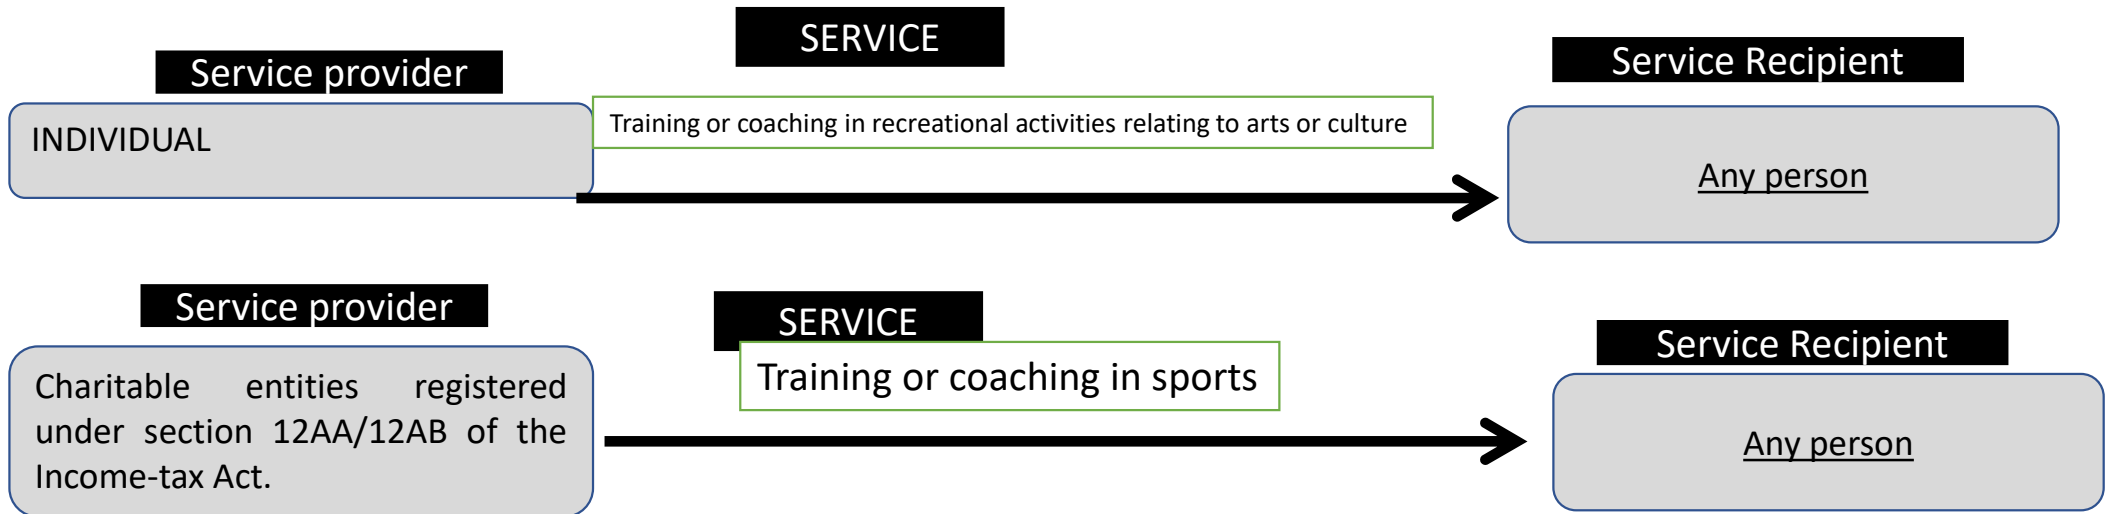 SERVICE
Service provider
Service Recipient
INDIVIDUAL
Training or coaching in recreational activities relating to arts or culture
Any person
Service provider
SERVICE
Service Recipient
Charitable entities registered
under section 12AA/12AB of the
Income-tax Act.
Training or coaching in sports
Any person